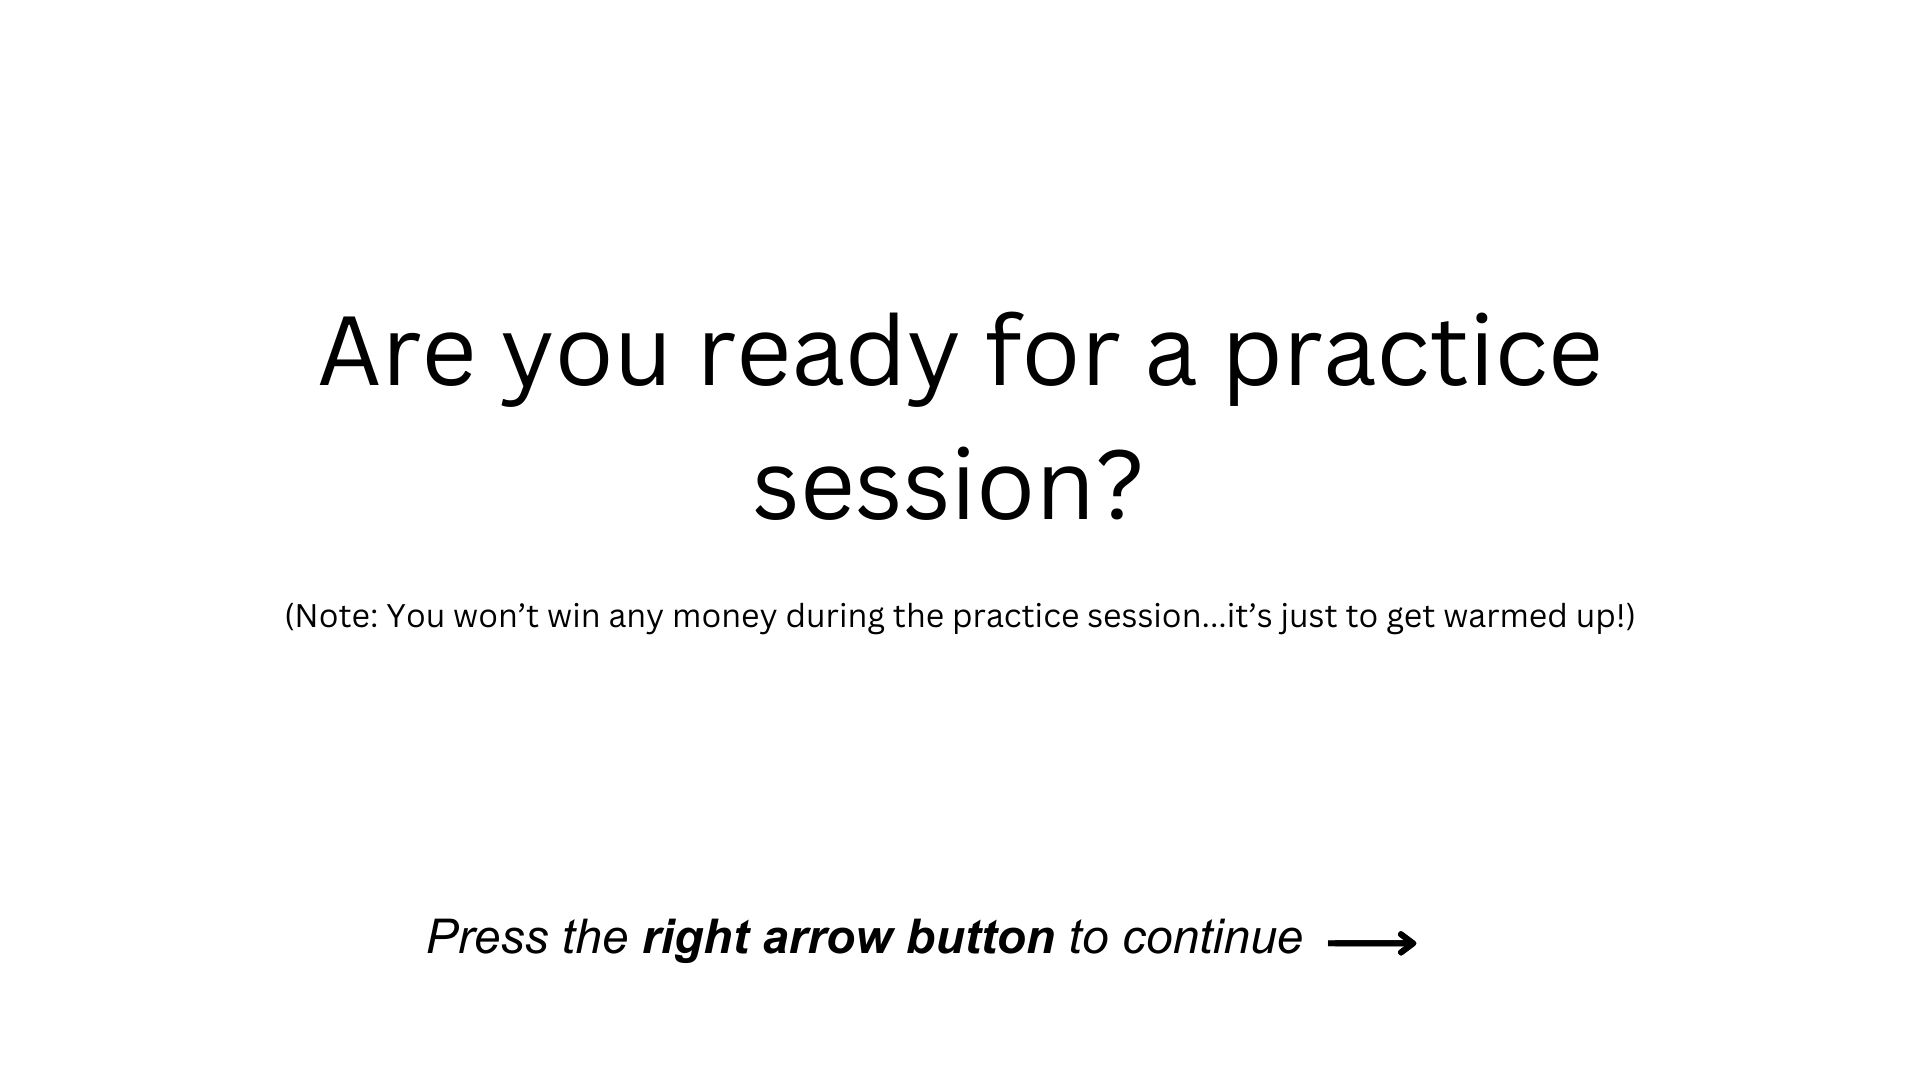 Are you ready for a practice
session?
(Note: You won’t win any money during the practice session...it’s just to get warmed up!)
Press the right arrow button to continue